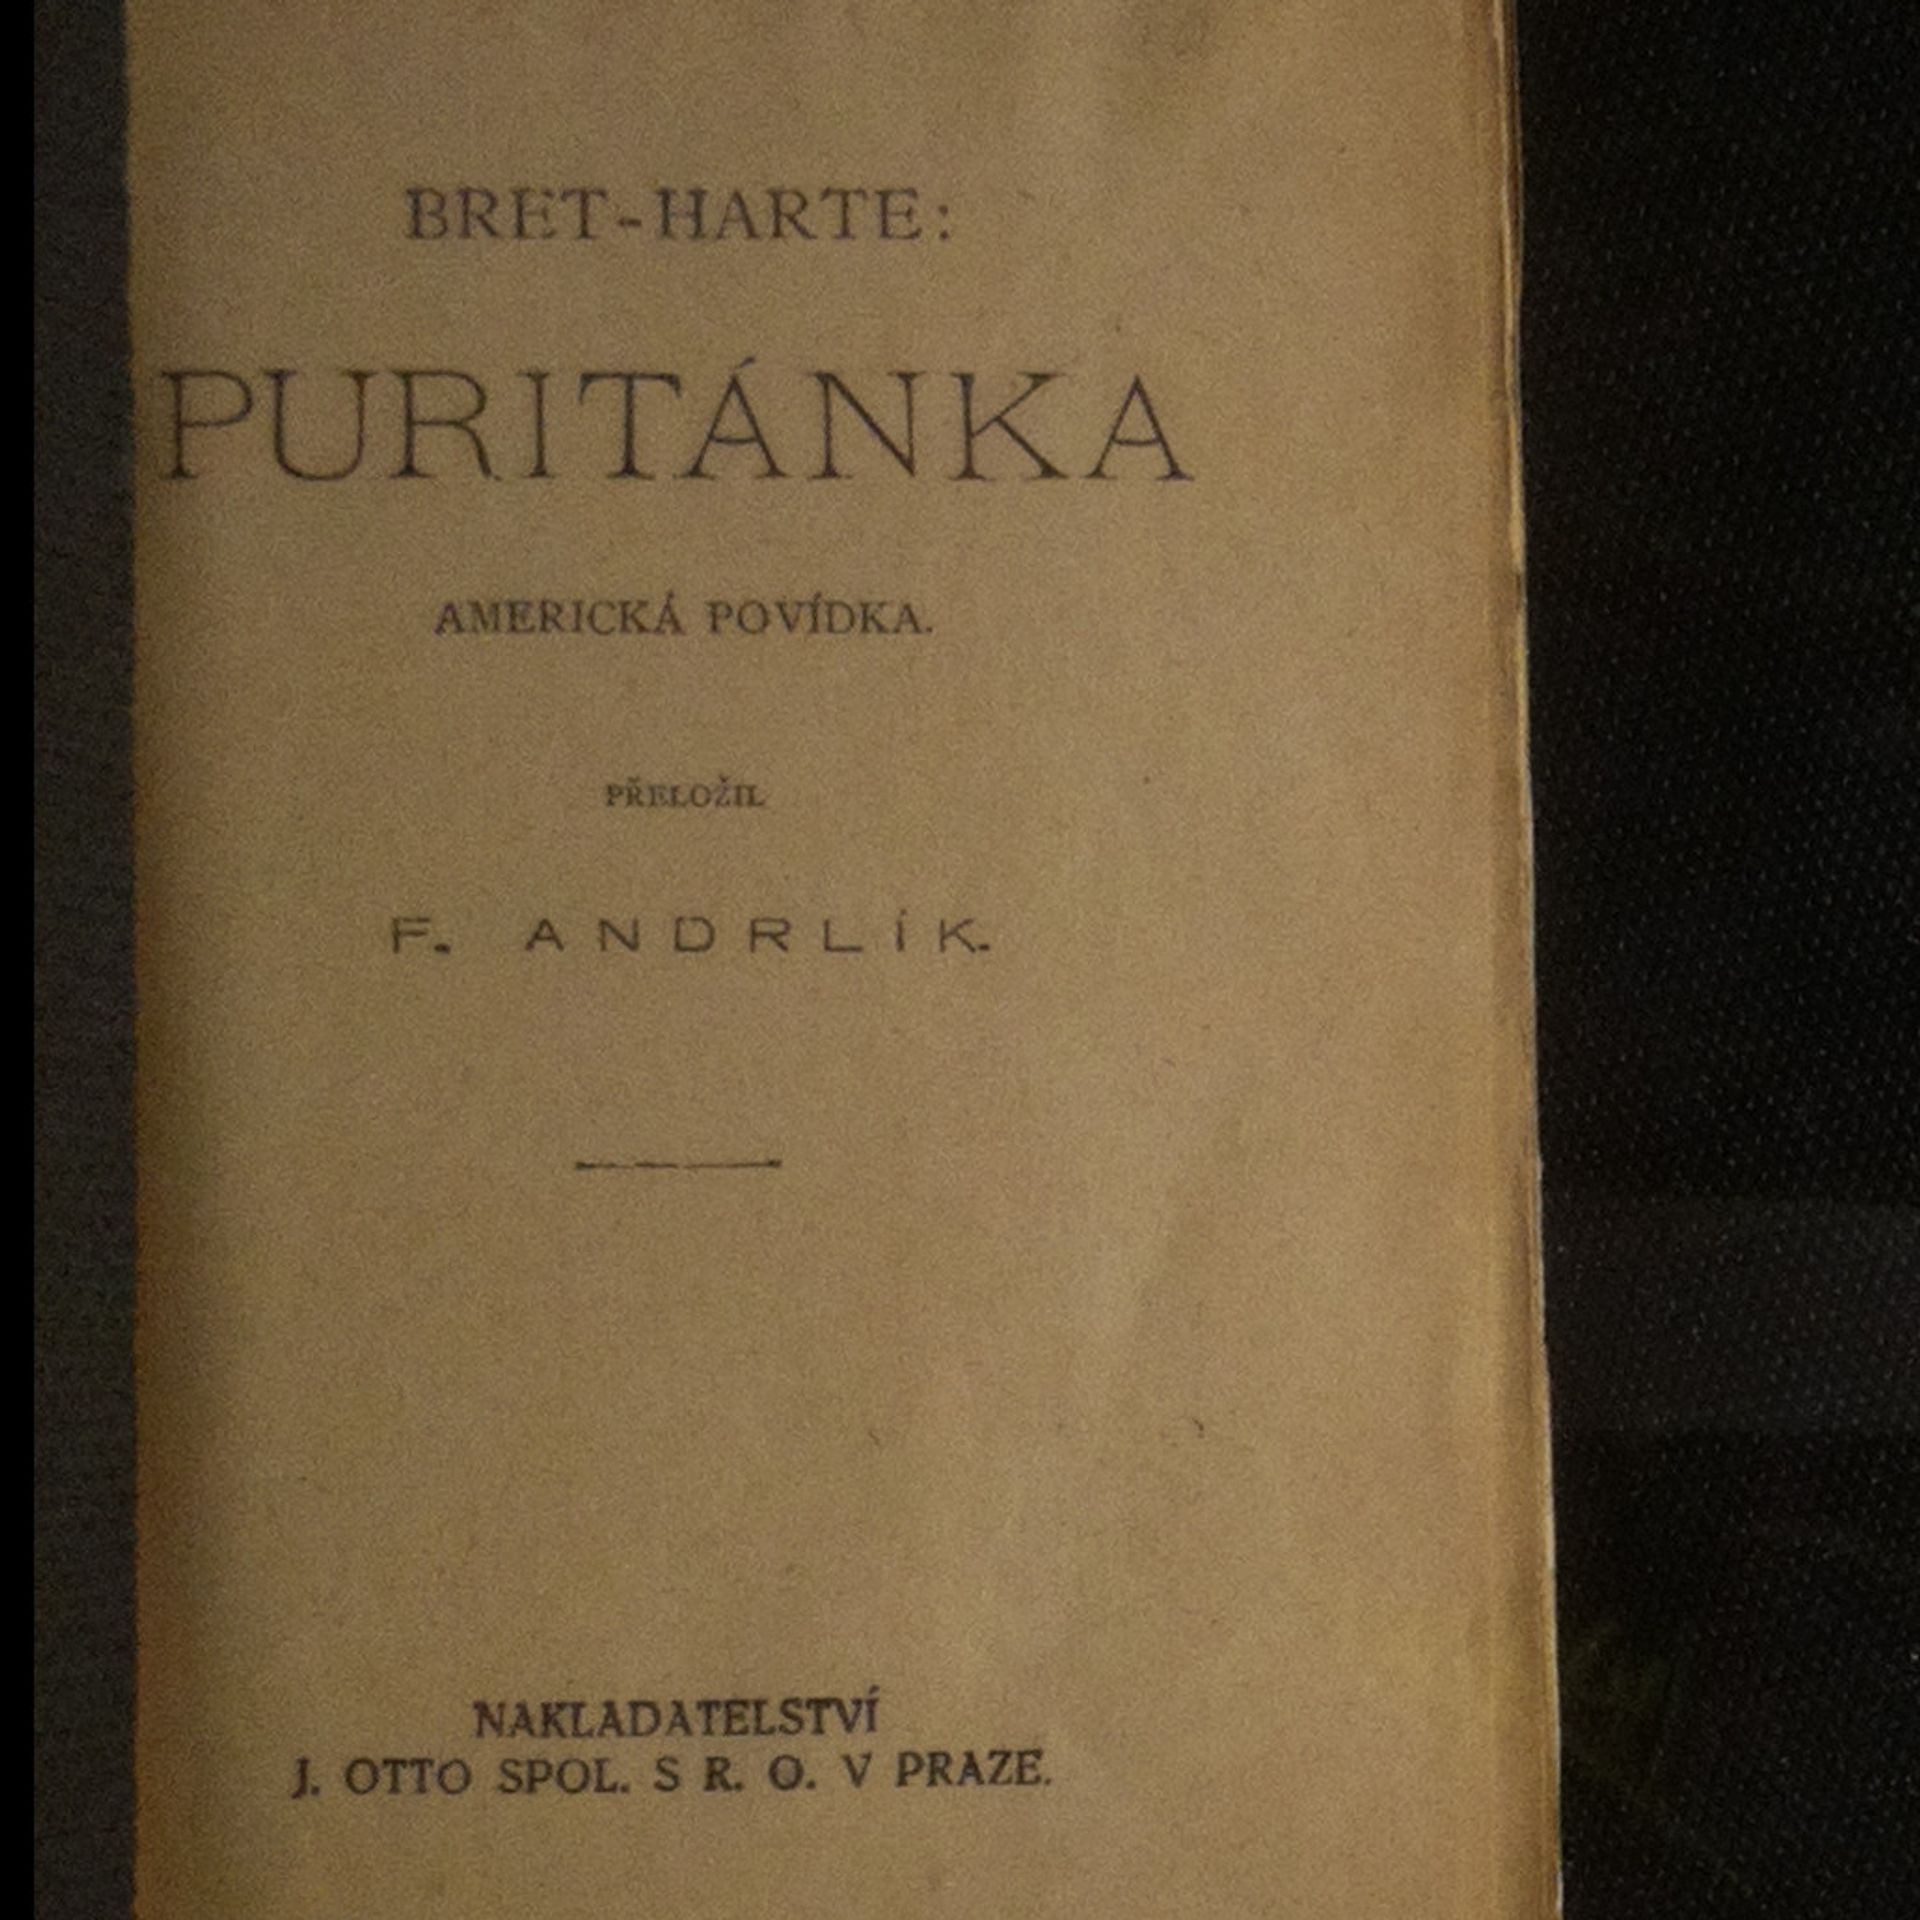 BRET-HARTE:
PURITÁNKA
AMERICKÁ POVÍDKA.
PŘELOŽIL
F. ANDRLÍK.
NAKLADATELSTVÍ
J. OTTO SPOL. S R. O. V PRAZE.